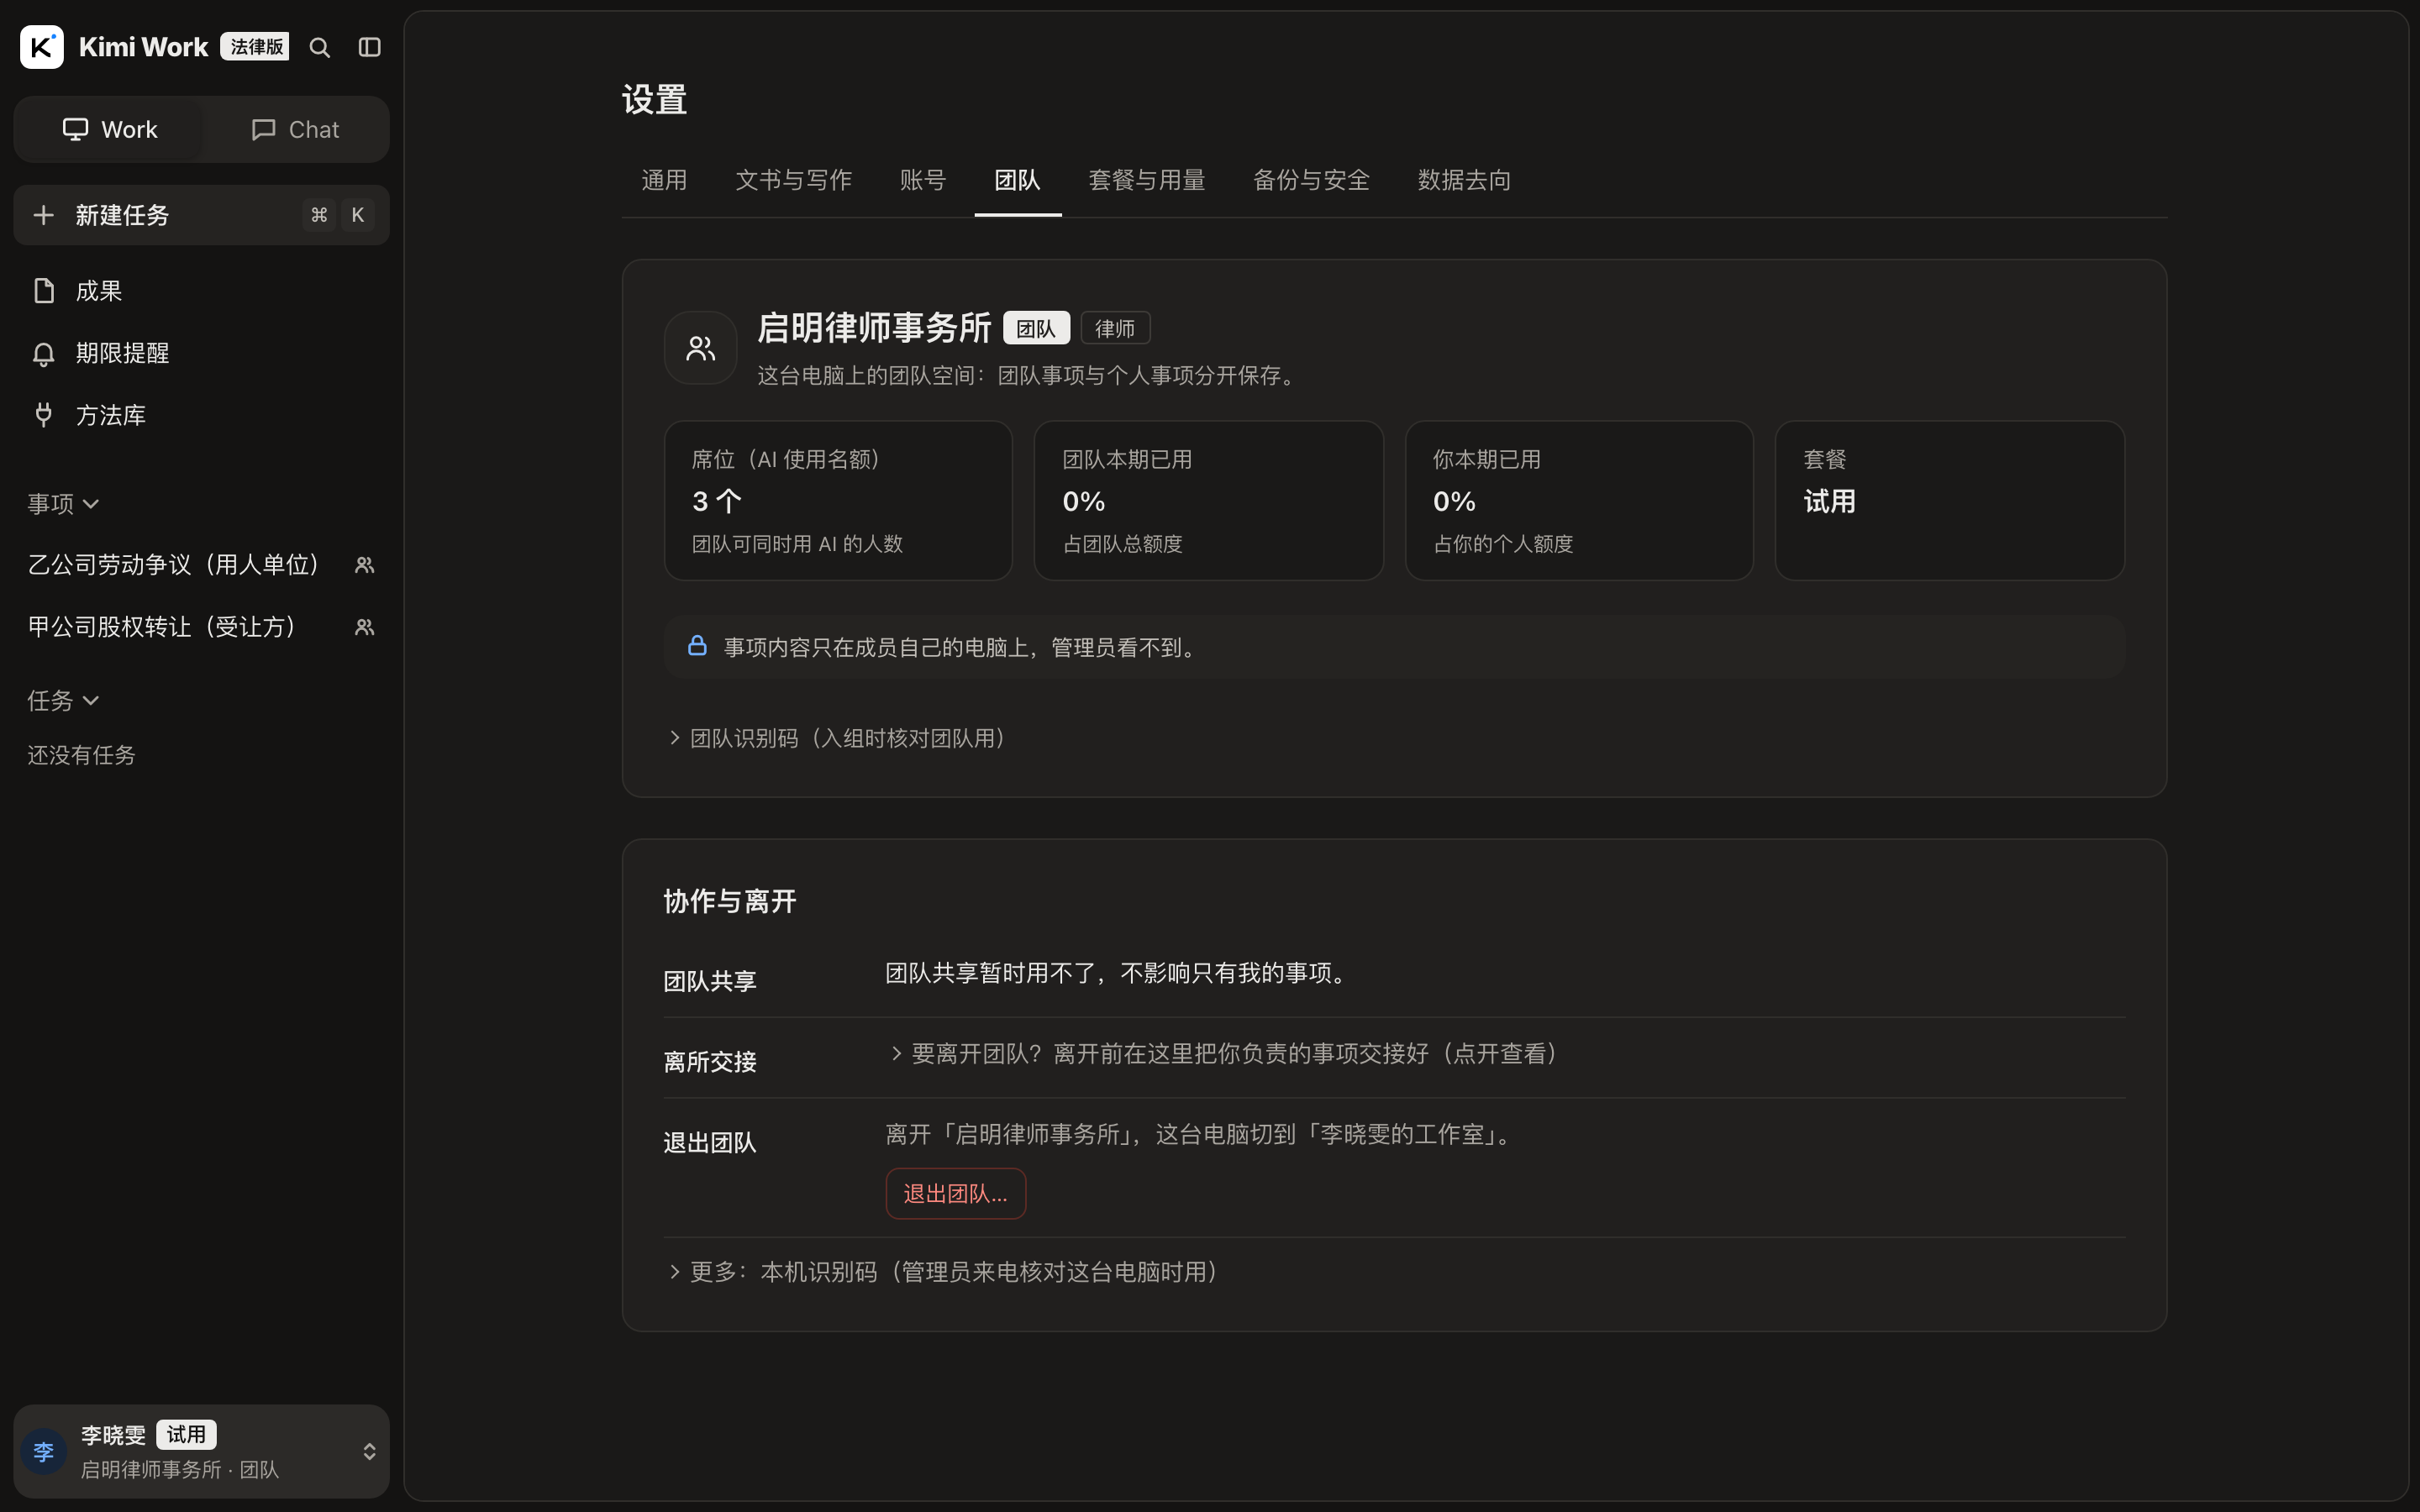 Kimi Work 法律版
Work
Chat
新建任务 ⌘ K
成果
期限提醒
方法库
事项
乙公司劳动争议（用人单位）
甲公司股权转让（受让方）
任务
还没有任务
李晓雯 试用
启明律师事务所 · 团队
设置
通用 文书与写作 账号 团队 套餐与用量 备份与安全 数据去向
启明律师事务所 团队 律师
这台电脑上的团队空间：团队事项与个人事项分开保存。
席位（AI 使用名额）
3 个
团队可同时用 AI 的人数
团队本期已用
0%
占团队总额度
你本期已用
0%
占你的个人额度
套餐
试用
事项内容只在成员自己的电脑上，管理员看不到。
团队识别码（入组时核对团队用）
协作与离开
团队共享 团队共享暂时用不了，不影响只有我的事项。
离所交接 要离开团队？离开前在这里把你负责的事项交接好（点开查看）
退出团队 离开「启明律师事务所」，这台电脑切到「李晓雯的工作室」。
退出团队...
更多：本机识别码（管理员来电核对这台电脑时用）
李